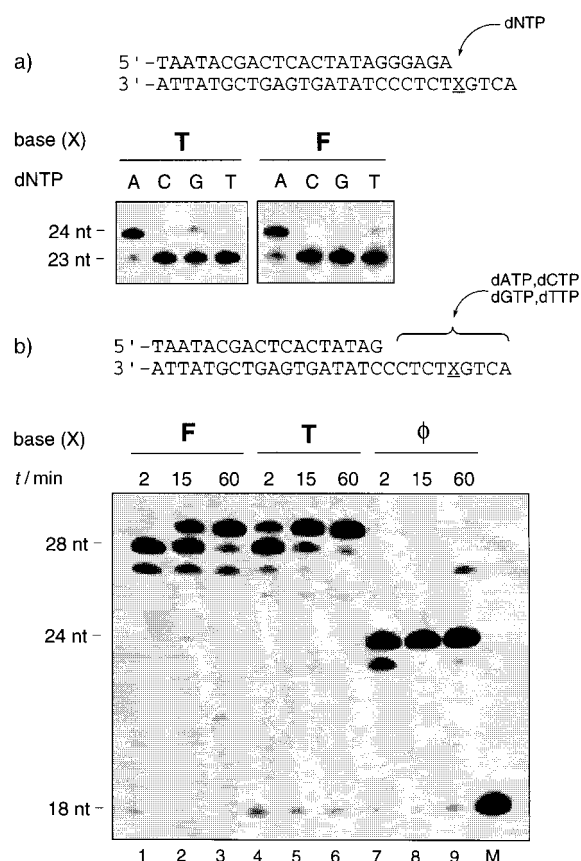 dNTP
a) 5'-TAATACGACTCACTATAGGGAGA
3'-ATTATGCTGAGTGATATCCCTCTXGTCA
base (X) T F
dNTP A C G T A C G T
24 nt
23 nt
dATP,dCTP
dGTP,dTTP
b) 5'-TAATACGACTCACTATAG
3'-ATTATGCTGAGTGATATCCCTCTXGTCA
base (X) F T ϕ
t / min 2 15 60 2 15 60 2 15 60
28 nt
24 nt
18 nt
1 2 3 4 5 6 7 8 9 M